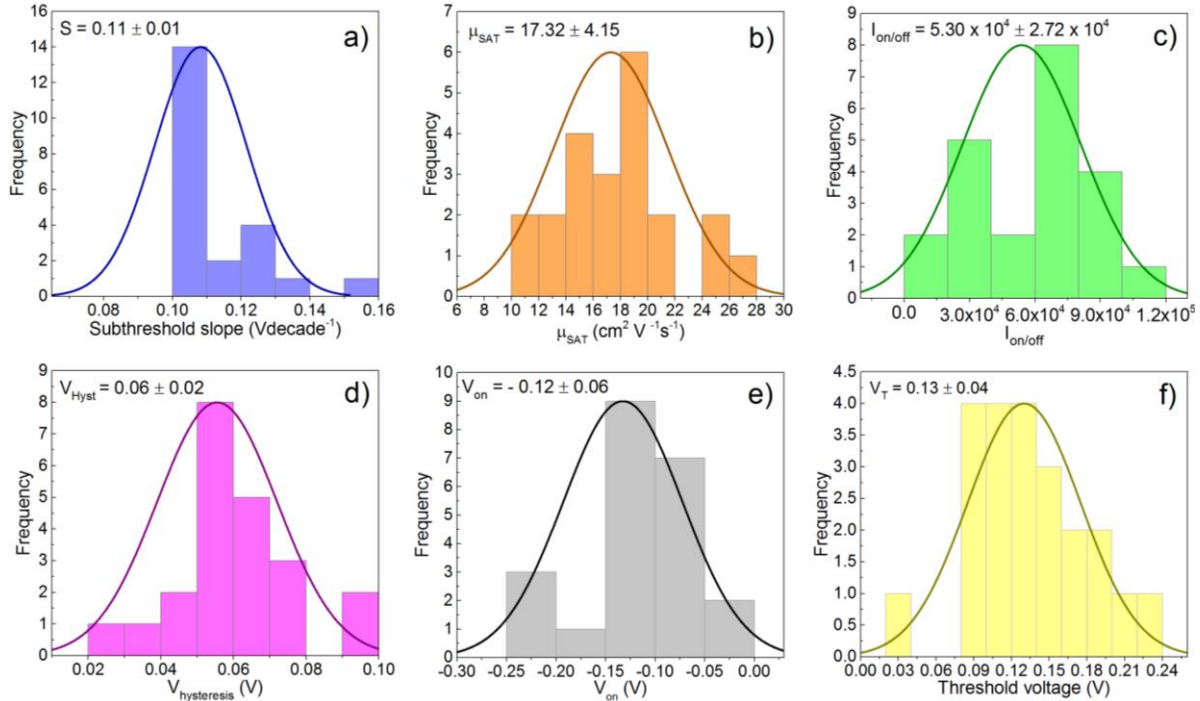 S = 0.11 ± 0.01
a)
Frequency
16
14
12
10
8
6
4
2
0
0.08 0.10 0.12 0.14 0.16
Subthreshold slope (Vdecade⁻¹)
μSAT = 17.32 ± 4.15
b)
Frequency
7
6
5
4
3
2
1
0
6 8 10 12 14 16 18 20 22 24 26 28 30
μSAT (cm² V ⁻¹s⁻¹)
Ion/off = 5.30 x 10⁴ ± 2.72 x 10⁴
c)
Frequency
9
8
7
6
5
4
3
2
1
0
0.0 3.0x10⁴ 6.0x10⁴ 9.0x10⁴ 1.2x10⁵
Ion/off
VHyst = 0.06 ± 0.02
d)
Frequency
9
8
7
6
5
4
3
2
1
0
0.02 0.04 0.06 0.08 0.10
Vhysteresis (V)
Von = - 0.12 ± 0.06
e)
Frequency
10
9
8
7
6
5
4
3
2
1
0
-0.30 -0.25 -0.20 -0.15 -0.10 -0.05 0.00
Von (V)
VT = 0.13 ± 0.04
f)
Frequency
4.5
4.0
3.5
3.0
2.5
2.0
1.5
1.0
0.5
0.0
0.00 0.03 0.06 0.09 0.12 0.15 0.18 0.21 0.24
Threshold voltage (V)